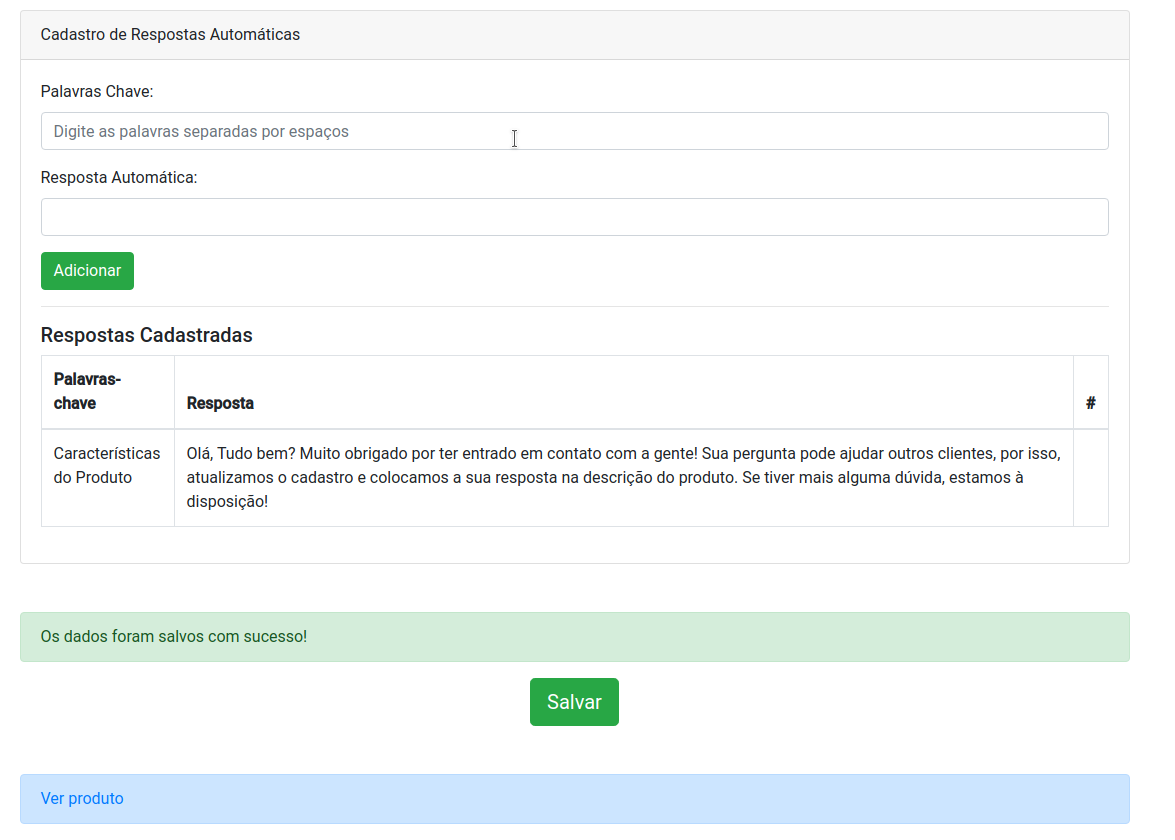 Cadastro de Respostas Automáticas
Palavras Chave:
Digite as palavras separadas por espaços
Resposta Automática:
Adicionar
Respostas Cadastradas
Palavras-
chave
Resposta
#
Características
do Produto
Olá, Tudo bem? Muito obrigado por ter entrado em contato com a gente! Sua pergunta pode ajudar outros clientes, por isso,
atualizamos o cadastro e colocamos a sua resposta na descrição do produto. Se tiver mais alguma dúvida, estamos à
disposição!
Os dados foram salvos com sucesso!
Salvar
Ver produto